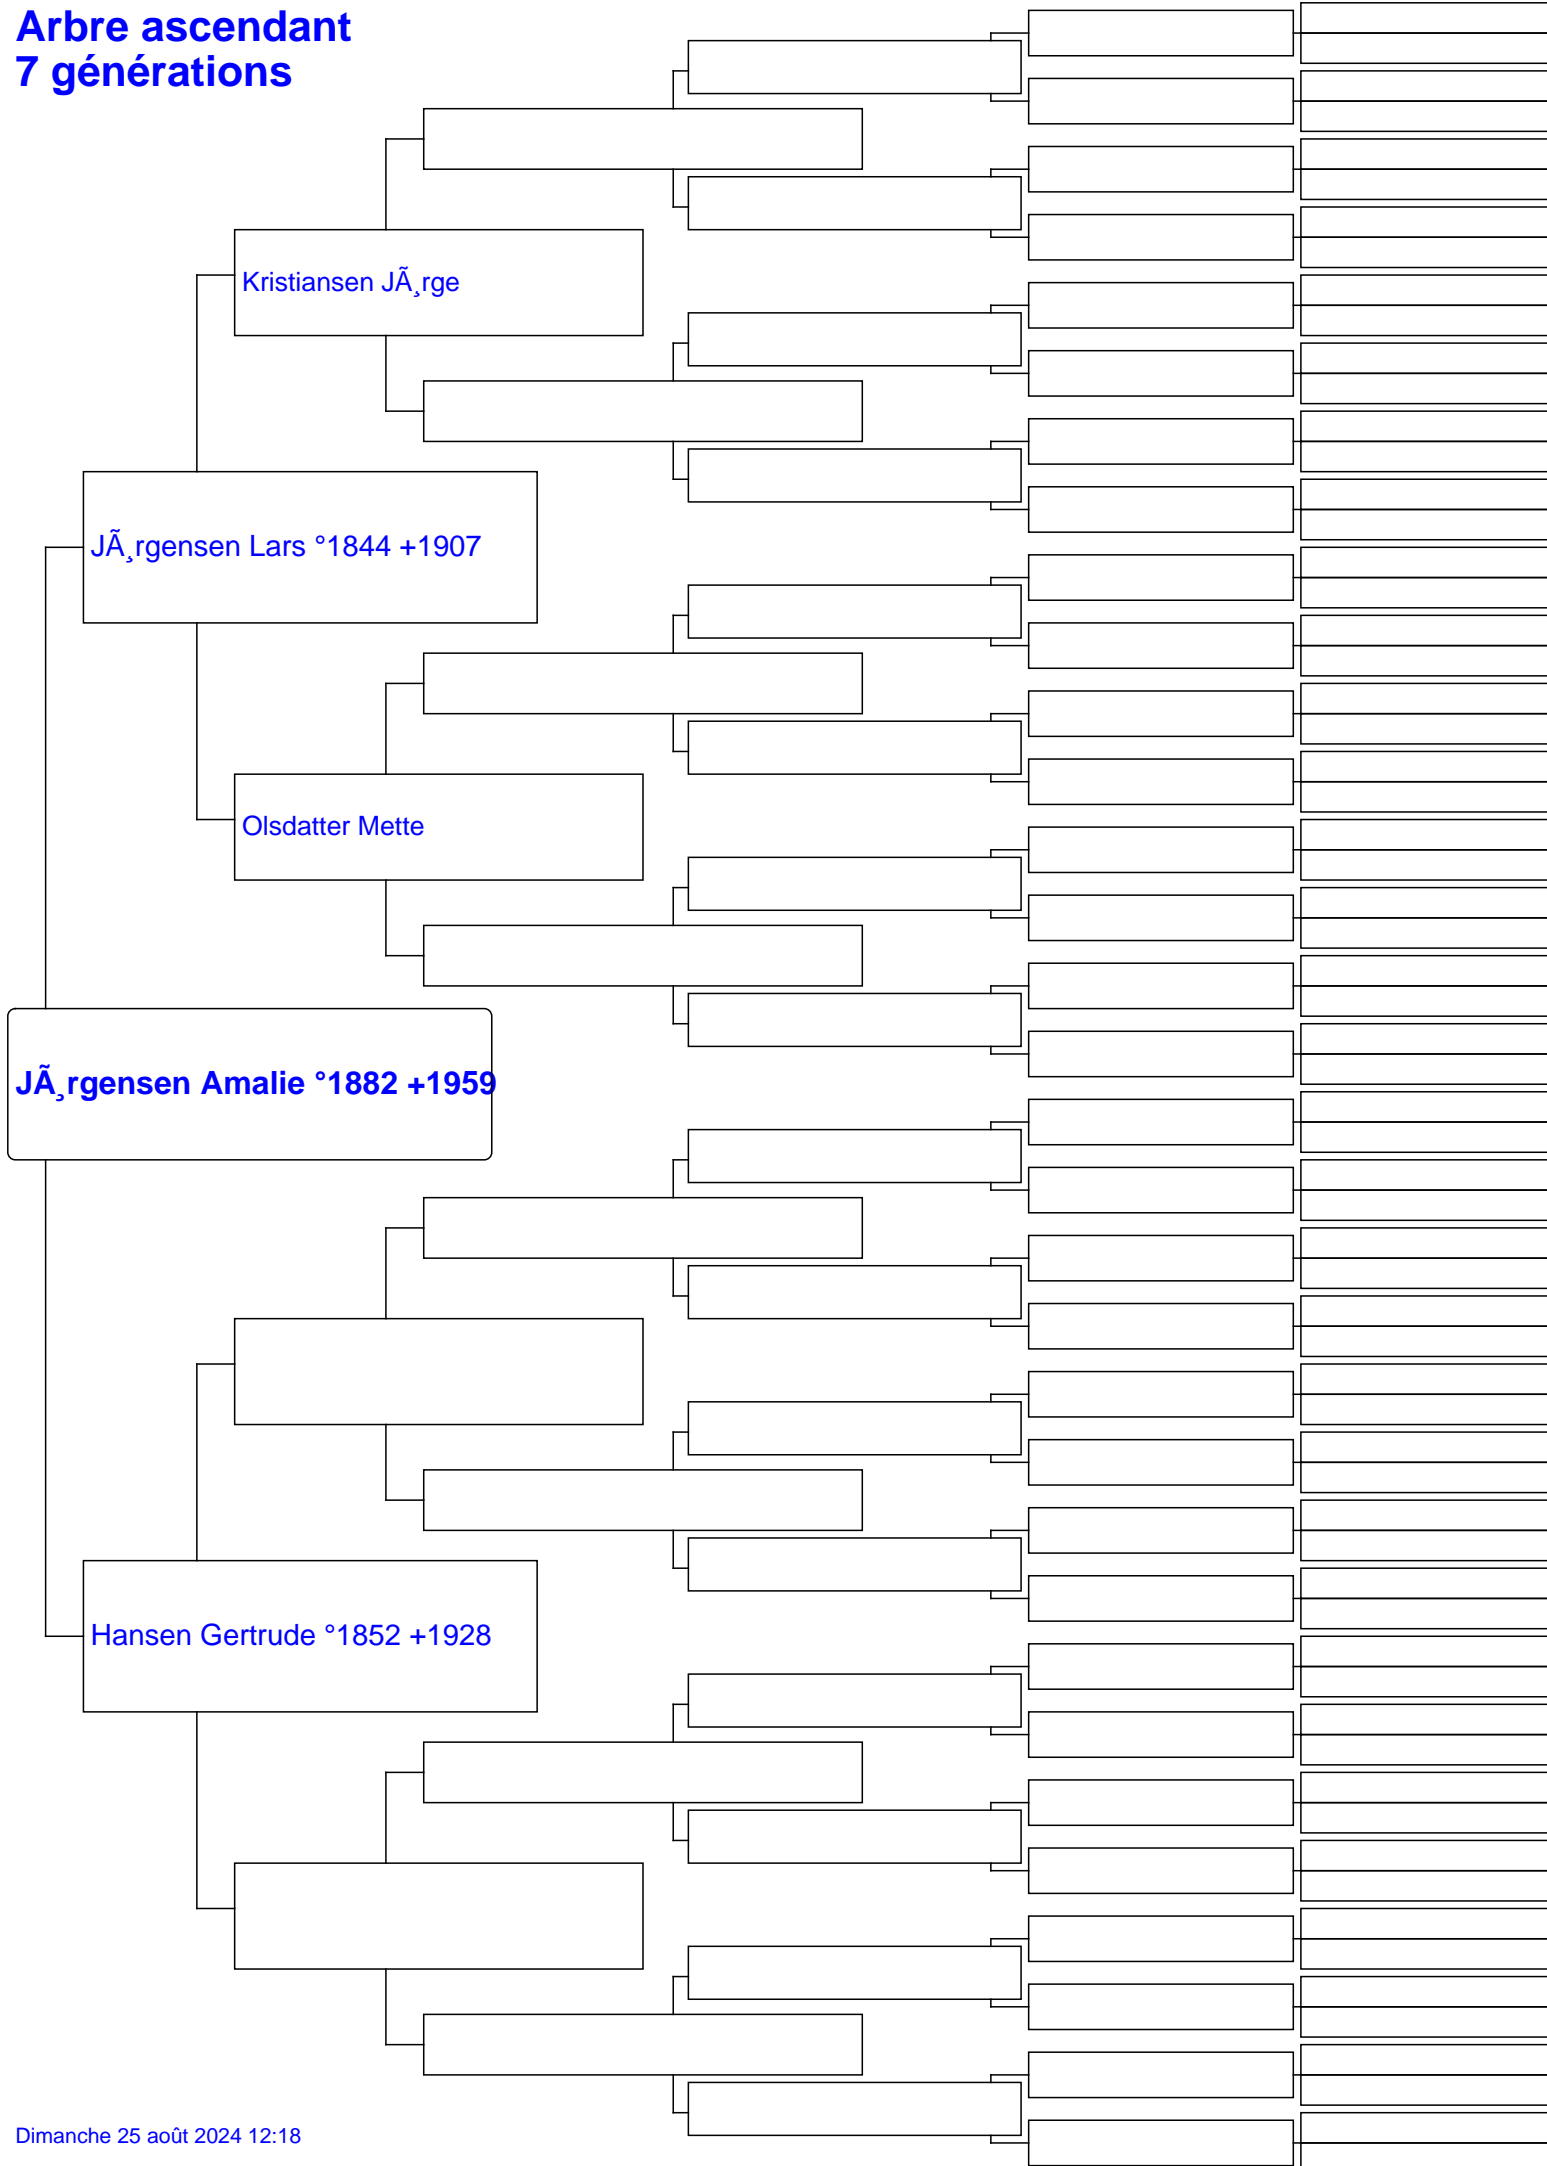 Arbre ascendant
7 générations
Kristiansen JÃ¸rge
JÃ¸rgensen Lars °1844 +1907
Olsdatter Mette
JÃ¸rgensen Amalie °1882 +1959
Hansen Gertrude °1852 +1928
Dimanche 25 août 2024 12:18